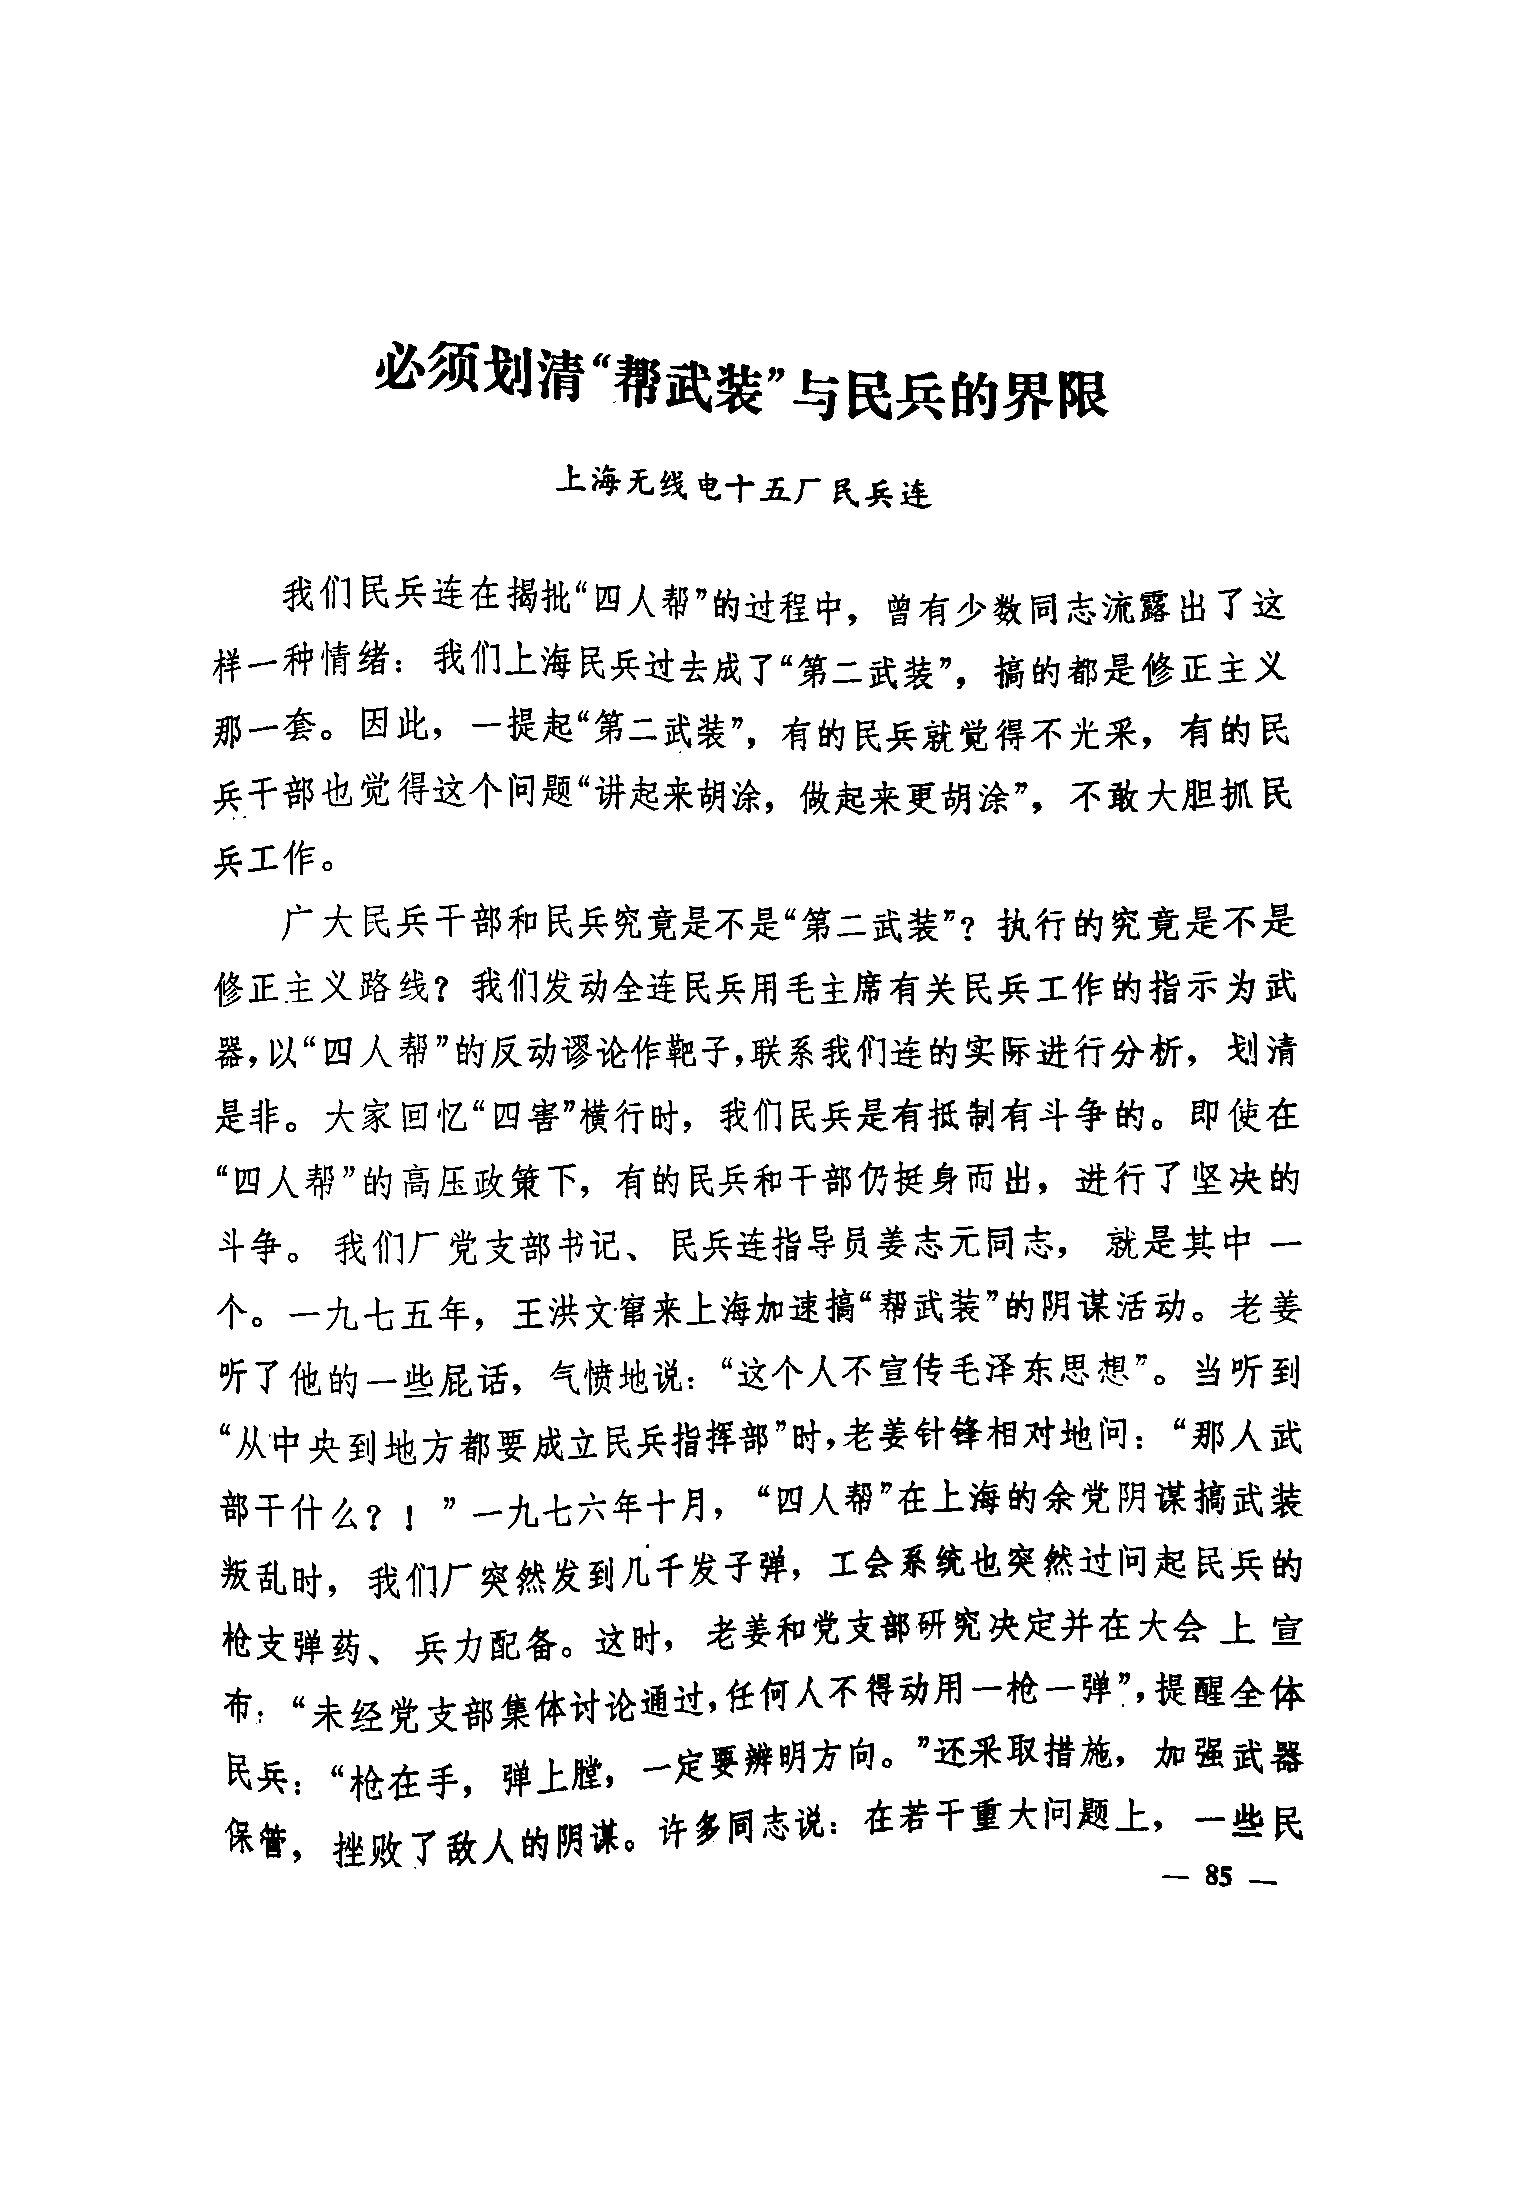 必须划清“帮武装”与民兵的界限
上海无线电十五厂民兵连
我们民兵连在揭批“四人帮”的过程中，曾有少数同志流露出了这
样一种情绪：我们上海民兵过去成了“第二武装”，搞的都是修正主义
那一套。因此，一提起“第二武装”，有的民兵就觉得不光采，有的民
兵干部也觉得这个问题“讲起来胡涂，做起来更胡涂”，不敢大胆抓民
兵工作。
广大民兵干部和民兵究竟是不是“第二武装”？执行的究竟是不是
修正主义路线？我们发动全连民兵用毛主席有关民兵工作的指示为武
器，以“四人帮”的反动谬论作靶子，联系我们连的实际进行分析，划清
是非。大家回忆“四害”横行时，我们民兵是有抵制有斗争的。即使在
“四人帮”的高压政策下，有的民兵和干部仍挺身而出，进行了坚决的
斗争。我们厂党支部书记、民兵连指导员姜志元同志，就是其中一
个。一九七五年，王洪文窜来上海加速搞“帮武装”的阴谋活动。老姜
听了他的一些屁话，气愤地说：“这个人不宣传毛泽东思想”。当听到
“从中央到地方都要成立民兵指挥部”时，老姜针锋相对地问：“那人武
部干什么？！”一九七六年十月，“四人帮”在上海的余党阴谋搞武装
叛乱时，我们厂突然发到几千发子弹，工会系统也突然过问起民兵的
枪支弹药、兵力配备。这时，老姜和党支部研究决定并在大会上宣
布：“未经党支部集体讨论通过，任何人不得动用一枪一弹”，提醒全体
民兵：“枪在手，弹上膛，一定要辨明方向。”还采取措施，加强武器
保管，挫败了敌人的阴谋。许多同志说：在若干重大问题上，一些民
— 85 —